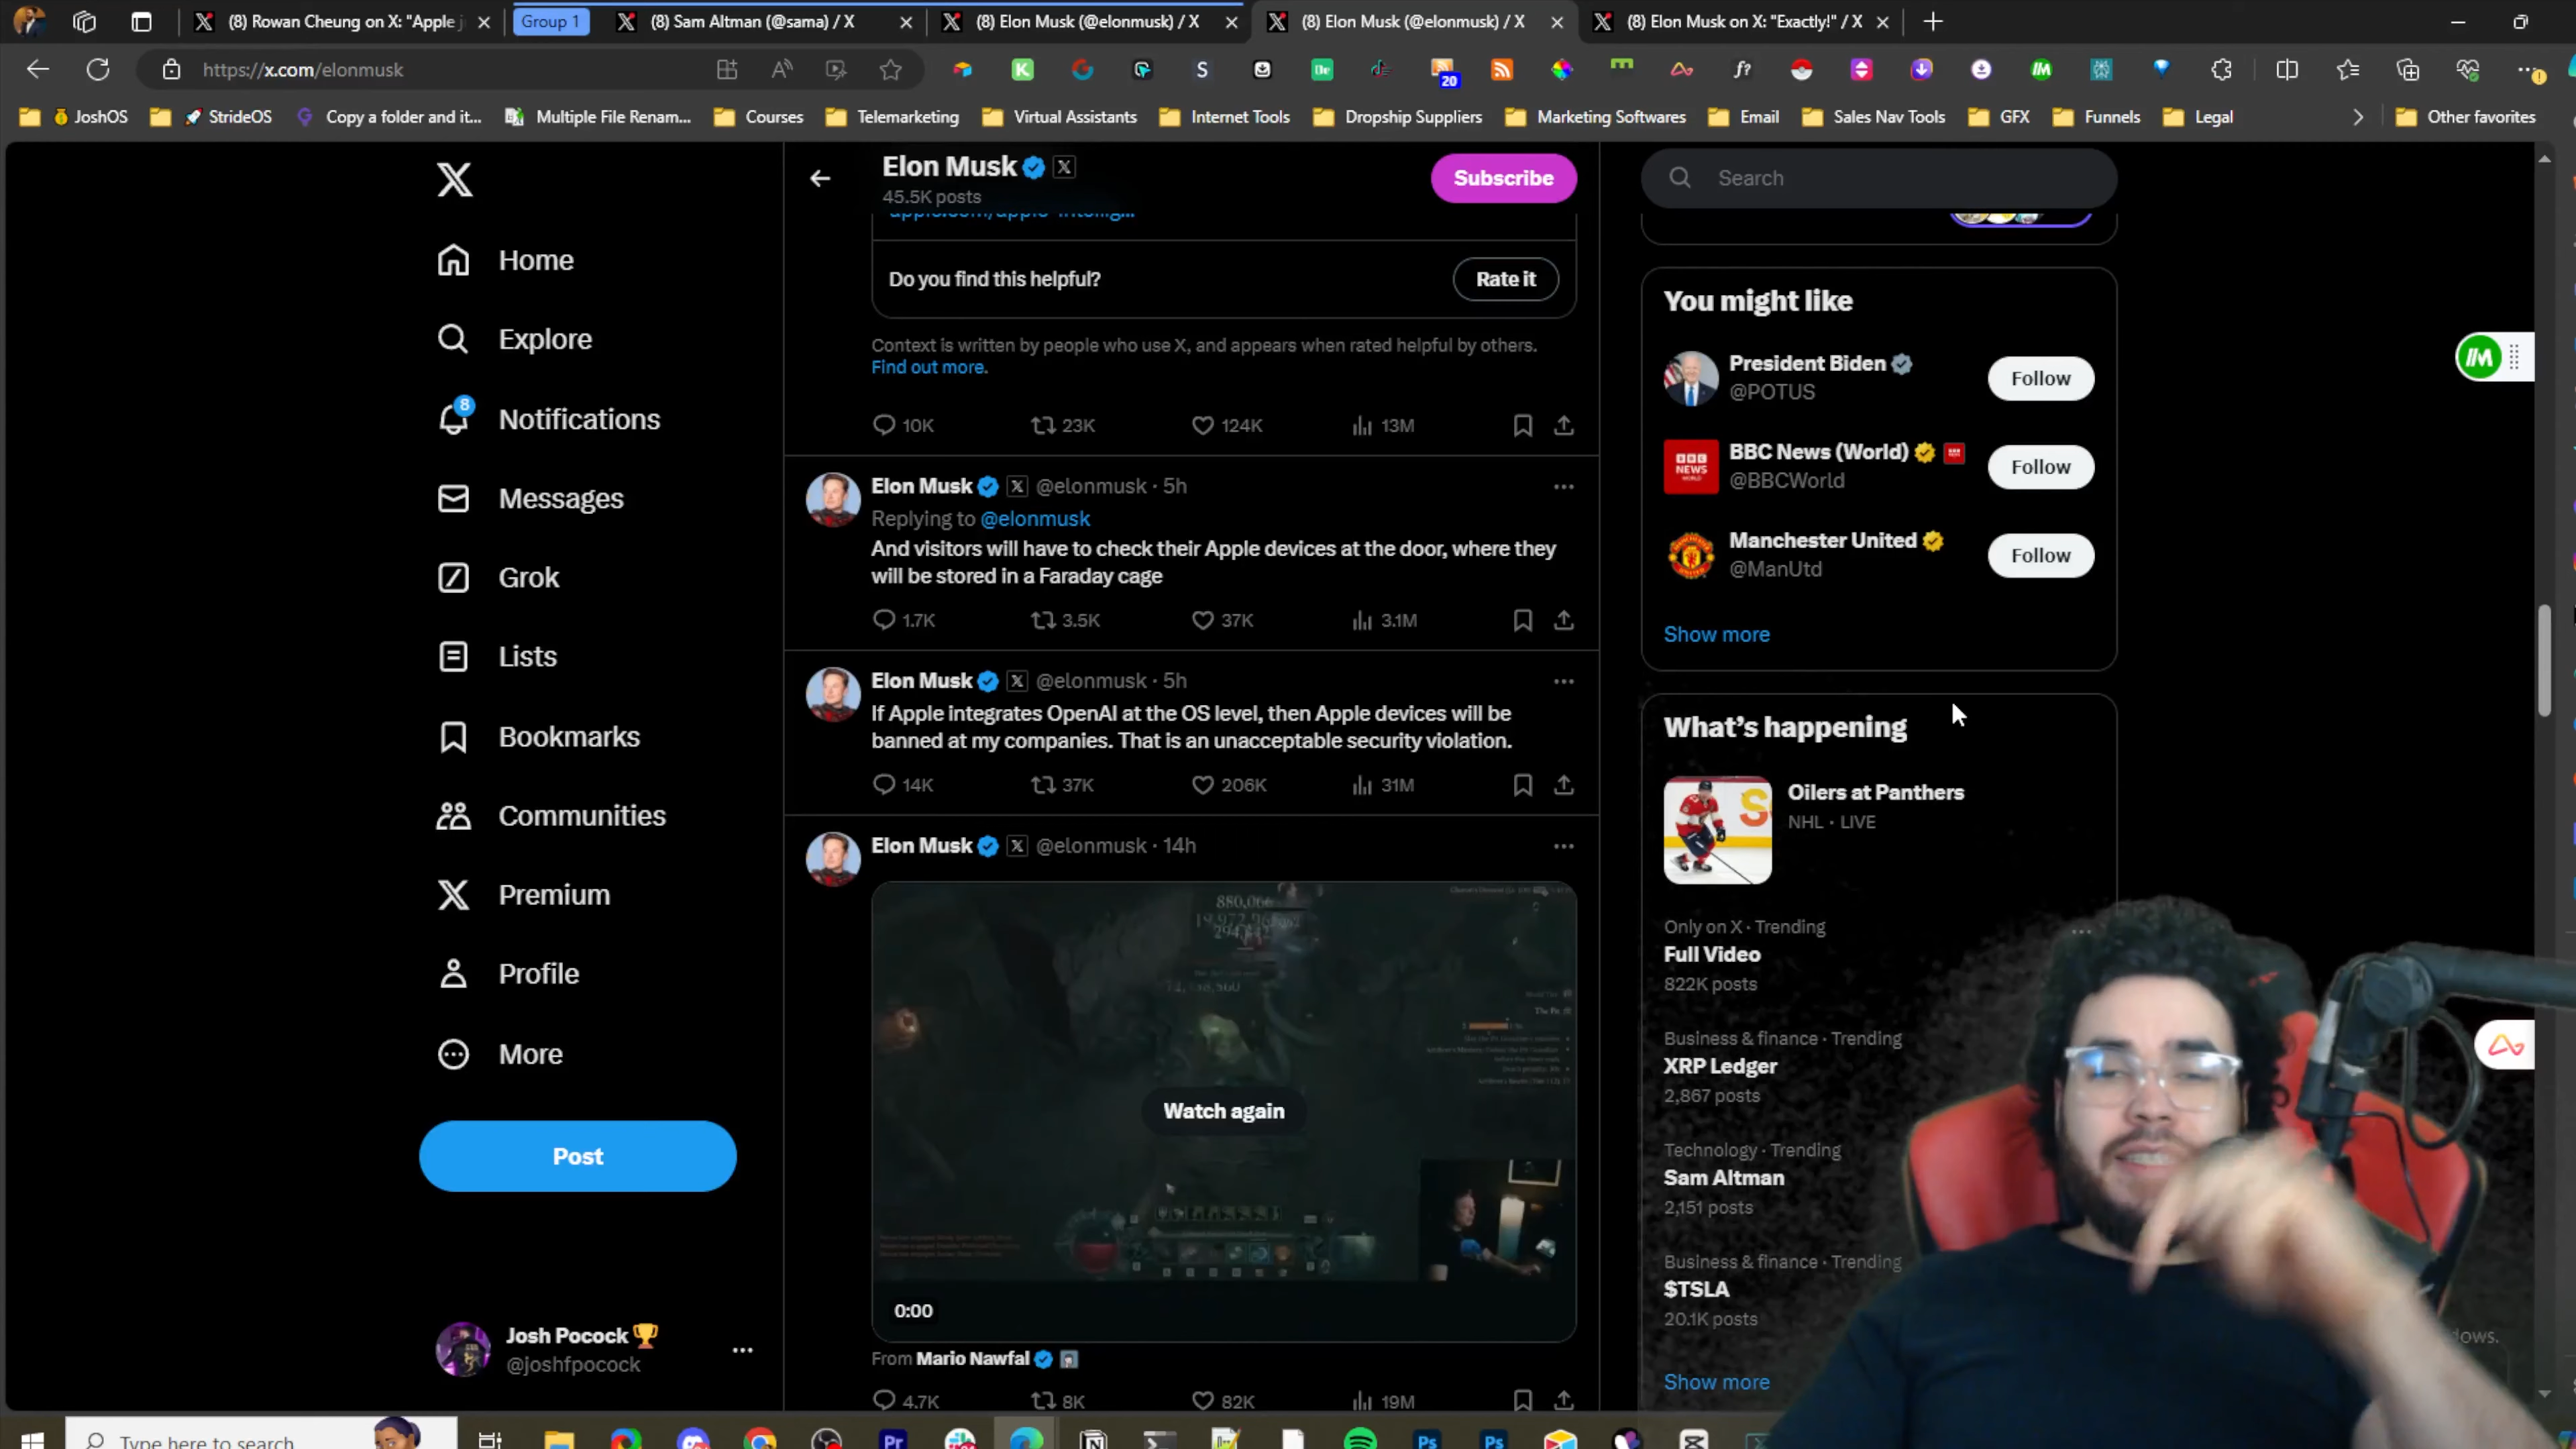 (8) Rowan Cheung on X: "Apple j
Group 1
(8) Sam Altman (@sama) / X
(8) Elon Musk (@elonmusk) / X
(8) Elon Musk (@elonmusk) / X
(8) Elon Musk on X: "Exactly!" / X
https://x.com/elonmusk
20
JoshOS
StrideOS
Copy a folder and it...
Multiple File Renam...
Courses
Telemarketing
Virtual Assistants
Internet Tools
Dropship Suppliers
Marketing Softwares
Email
Sales Nav Tools
GFX
Funnels
Legal
Other favorites
Home
Explore
8
Notifications
Messages
Grok
Lists
Bookmarks
Communities
Premium
Profile
More
Post
Josh Pocock
@joshfpocock
Elon Musk
45.5K posts
Subscribe
apple.com/apple-intellig...
Do you find this helpful?
Rate it
Context is written by people who use X, and appears when rated helpful by others.
Find out more.
10K 23K 124K 13M
Elon Musk @elonmusk · 5h
Replying to @elonmusk
And visitors will have to check their Apple devices at the door, where they
will be stored in a Faraday cage
1.7K 3.5K 37K 3.1M
Elon Musk @elonmusk · 5h
If Apple integrates OpenAI at the OS level, then Apple devices will be
banned at my companies. That is an unacceptable security violation.
14K 37K 206K 31M
Elon Musk @elonmusk · 14h
880,066
Watch again
0:00
From Mario Nawfal
4.7K 8K 82K 19M
Search
You might like
President Biden
@POTUS
Follow
BBC NEWS
BBC News (World)
@BBCWorld
Follow
Manchester United
@ManUtd
Follow
Show more
What's happening
Oilers at Panthers
NHL · LIVE
Only on X · Trending
Full Video
822K posts
Business & finance · Trending
XRP Ledger
2,867 posts
Technology · Trending
Sam Altman
2,151 posts
Business & finance · Trending
$TSLA
20.1K posts
Show more
Type here to search